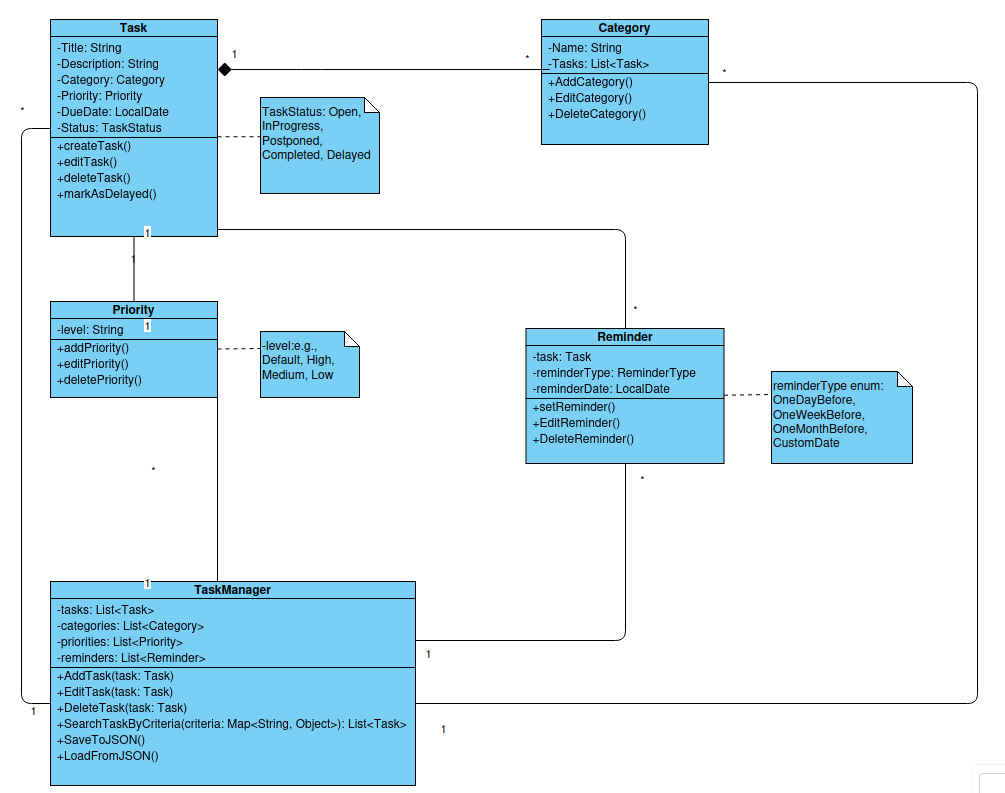 Task
-Title: String
-Description: String
-Category: Category
-Priority: Priority
-DueDate: LocalDate
-Status: TaskStatus
+createTask()
+editTask()
+deleteTask()
+markAsDelayed()
1
*
Category
-Name: String
-Tasks: List<Task>
+AddCategory()
+EditCategory()
+DeleteCategory()
*
*
TaskStatus: Open,
InProgress,
Postponed,
Completed, Delayed
1
1
*
Priority
-level: String
1
+addPriority()
+editPriority()
+deletePriority()
-level:e.g.,
Default, High,
Medium, Low
Reminder
-task: Task
-reminderType: ReminderType
-reminderDate: LocalDate
+setReminder()
+EditReminder()
+DeleteReminder()
reminderType enum:
OneDayBefore,
OneWeekBefore,
OneMonthBefore,
CustomDate
*
*
1
TaskManager
-tasks: List<Task>
-categories: List<Category>
-priorities: List<Priority>
-reminders: List<Reminder>
+AddTask(task: Task)
+EditTask(task: Task)
+DeleteTask(task: Task)
+SearchTaskByCriteria(criteria: Map<String, Object>): List<Task>
+SaveToJSON()
+LoadFromJSON()
1
1
1